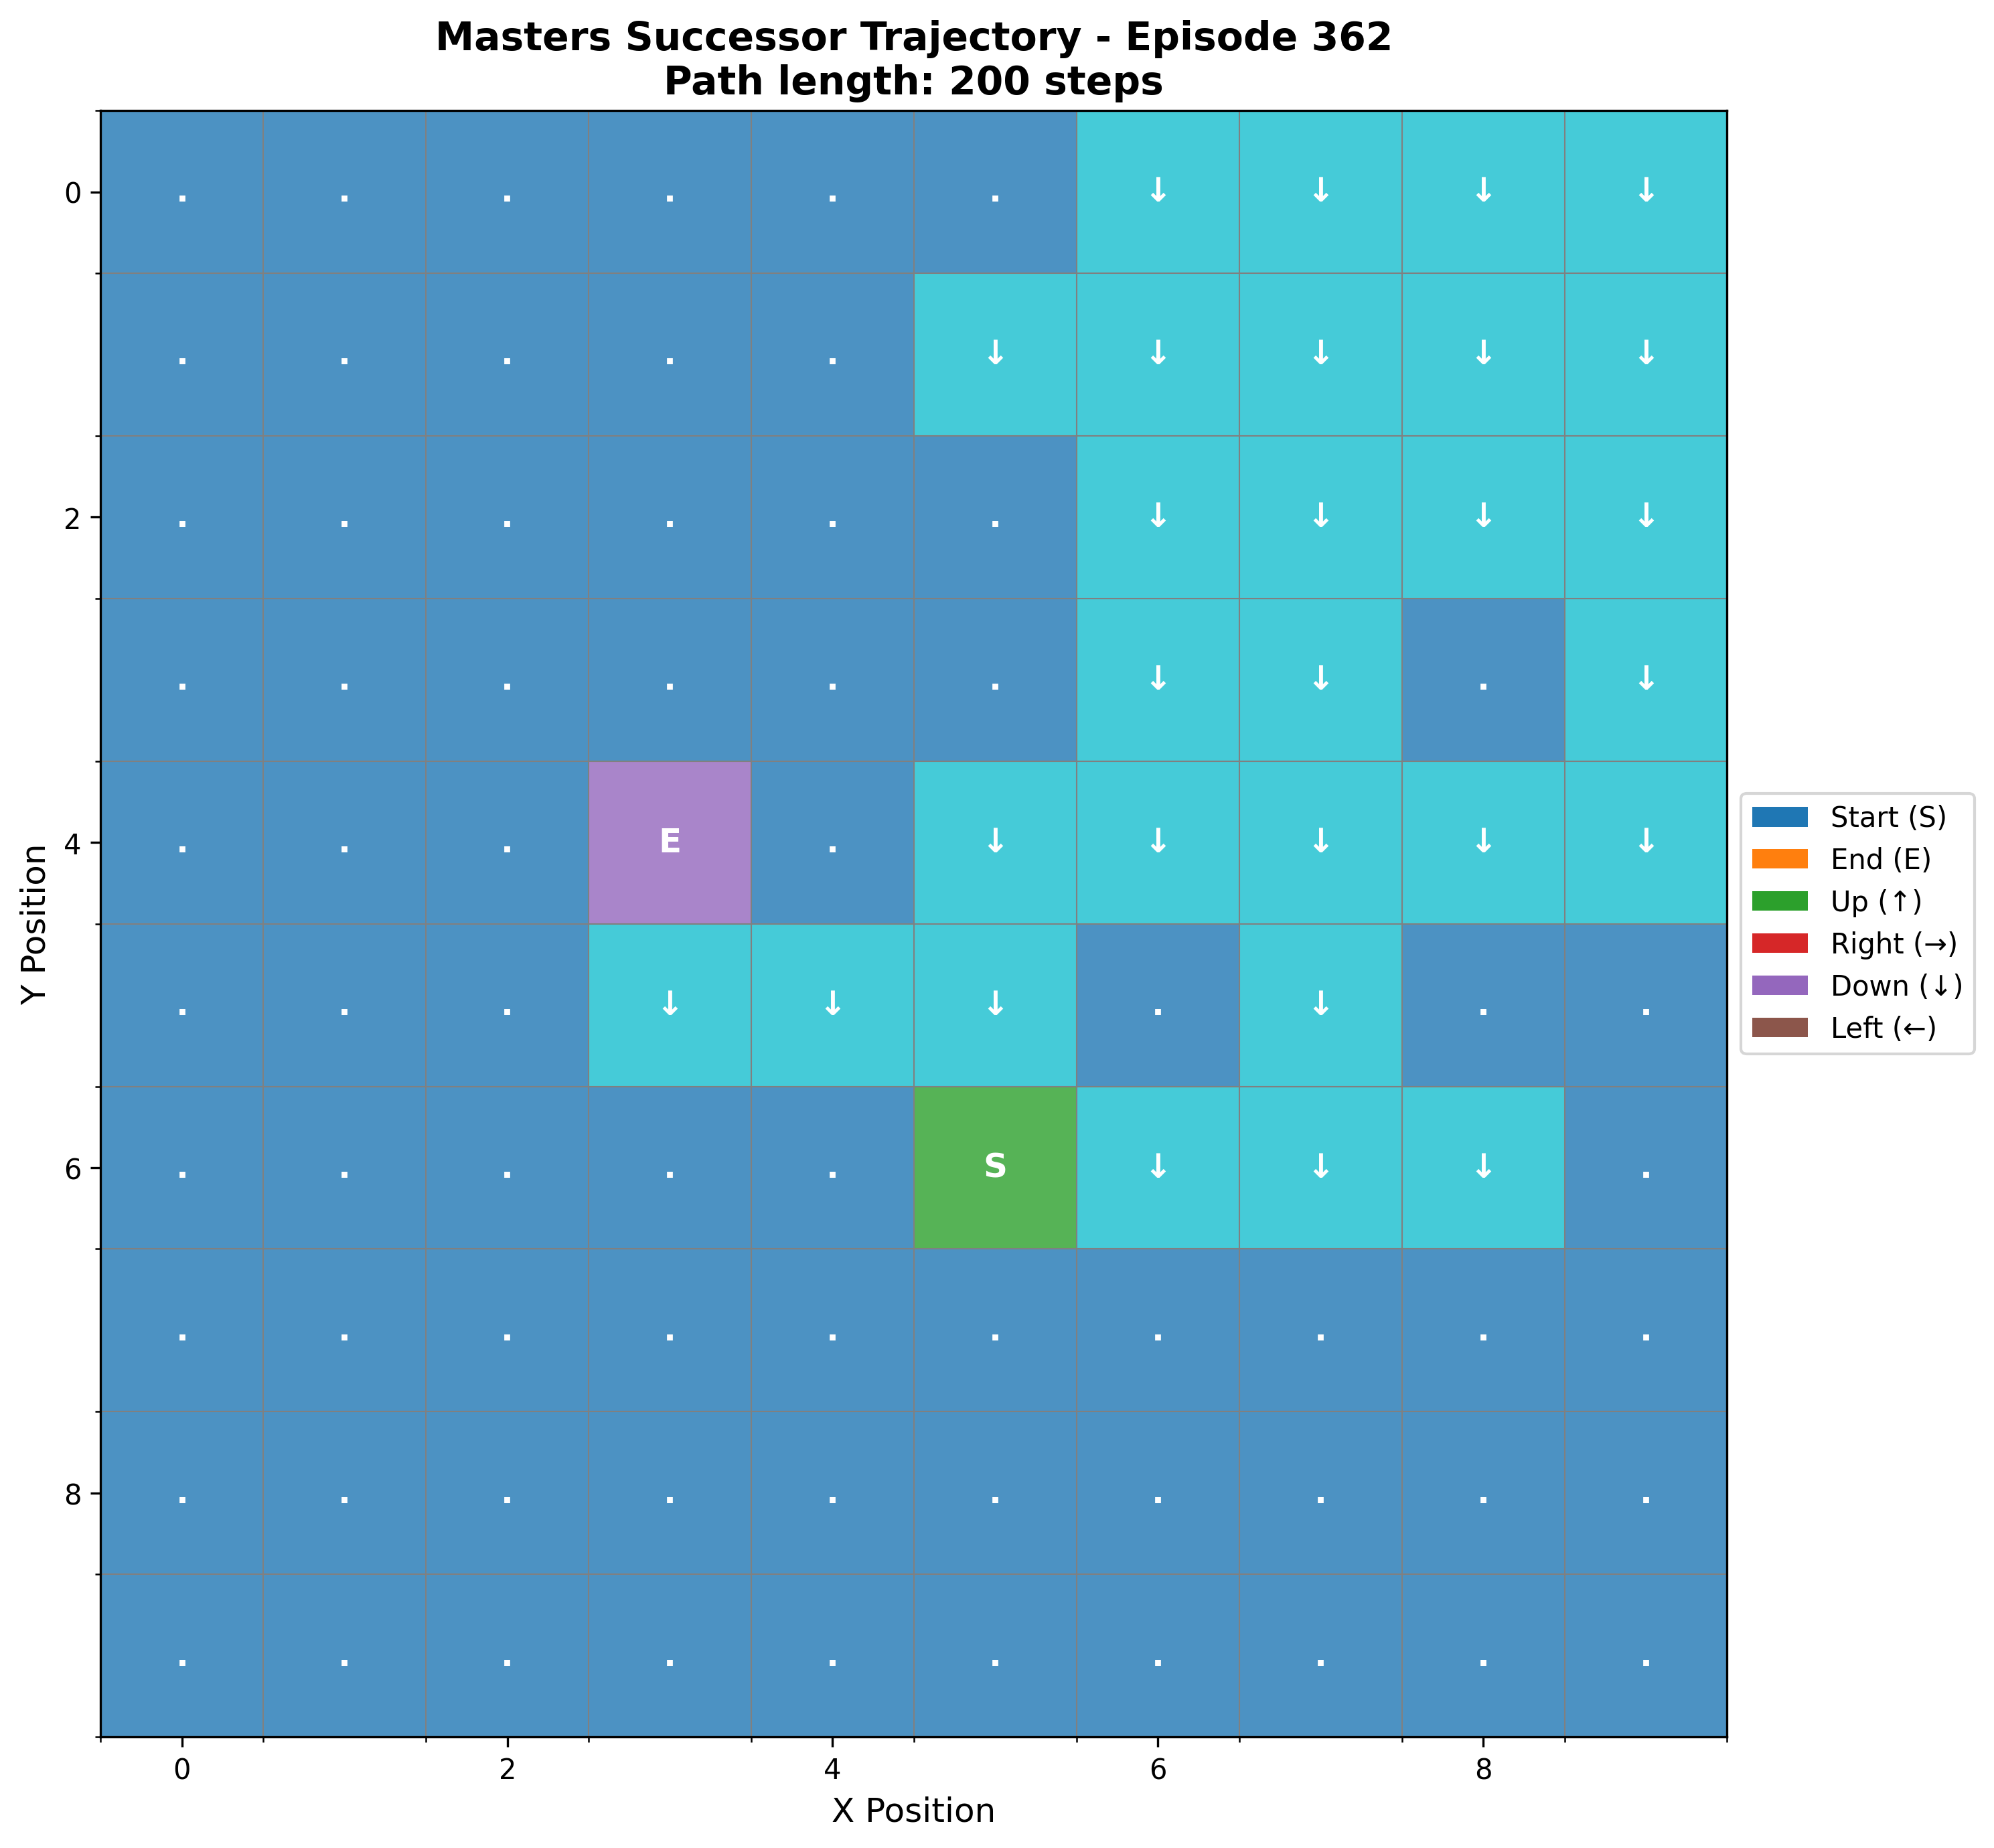 Masters Successor Trajectory - Episode 362
Path length: 200 steps
0 . . . . . . ↓ ↓ ↓ ↓
. . . . . ↓ ↓ ↓ ↓ ↓
2 . . . . . . ↓ ↓ ↓ ↓
. . . . . . ↓ ↓ . ↓
4 . . . E . ↓ ↓ ↓ ↓ ↓
. . . ↓ ↓ ↓ . ↓ . .
6 . . . . . S ↓ ↓ ↓ .
. . . . . . . . . .
8 . . . . . . . . . .
. . . . . . . . . .
0 2 4 6 8
X Position
Y Position
Start (S)
End (E)
Up (↑)
Right (→)
Down (↓)
Left (←)